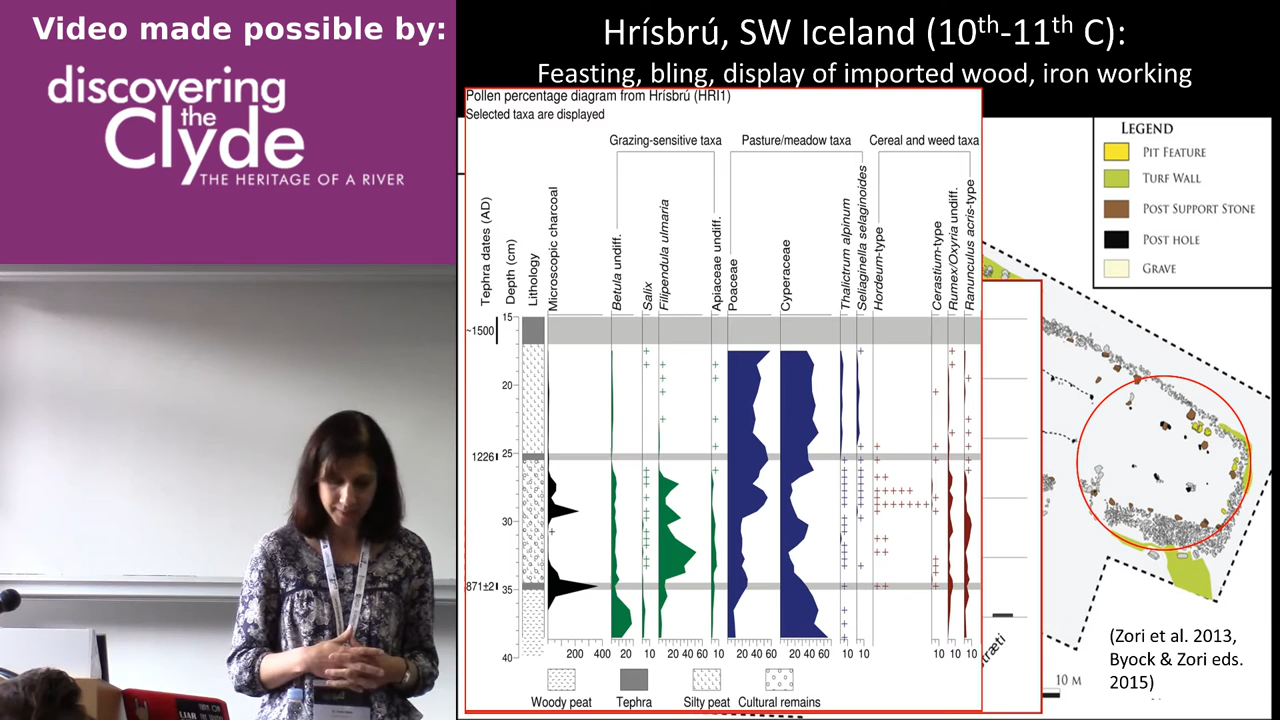 Video made possible by:
discovering
the
Clyde
THE HERITAGE OF A RIVER
Hrísbrú, SW Iceland (10th-11th C):
Feasting, bling, display of imported wood, iron working
Pollen percentage diagram from Hrísbrú (HRI1)
Selected taxa are displayed
Grazing-sensitive taxa Pasture/meadow taxa Cereal and weed taxa
Tephra dates (AD)
Depth (cm)
Lithology
Microscopic charcoal
Betula undiff.
Salix
Filipendula ulmaria
Apiaceae undiff.
Poaceae
Cyperaceae
Thalictrum alpinum
Seliaginella selaginoides
Hordeum-type
Cerastium-type
Rumex/Oxyria undiff.
Ranunculus acris-type
15
~1500
20
25
1226
30
871±2
35
40
200 400 20 10 20 40 60 10 20 40 60 20 40 60 10 10 10 10 10
Woody peat Tephra Silty peat Cultural remains
LEGEND
PIT FEATURE
TURF WALL
POST SUPPORT STONE
POST HOLE
GRAVE
træti
10 M
(Zori et al. 2013,
Byock & Zori eds.
2015)
LIAR